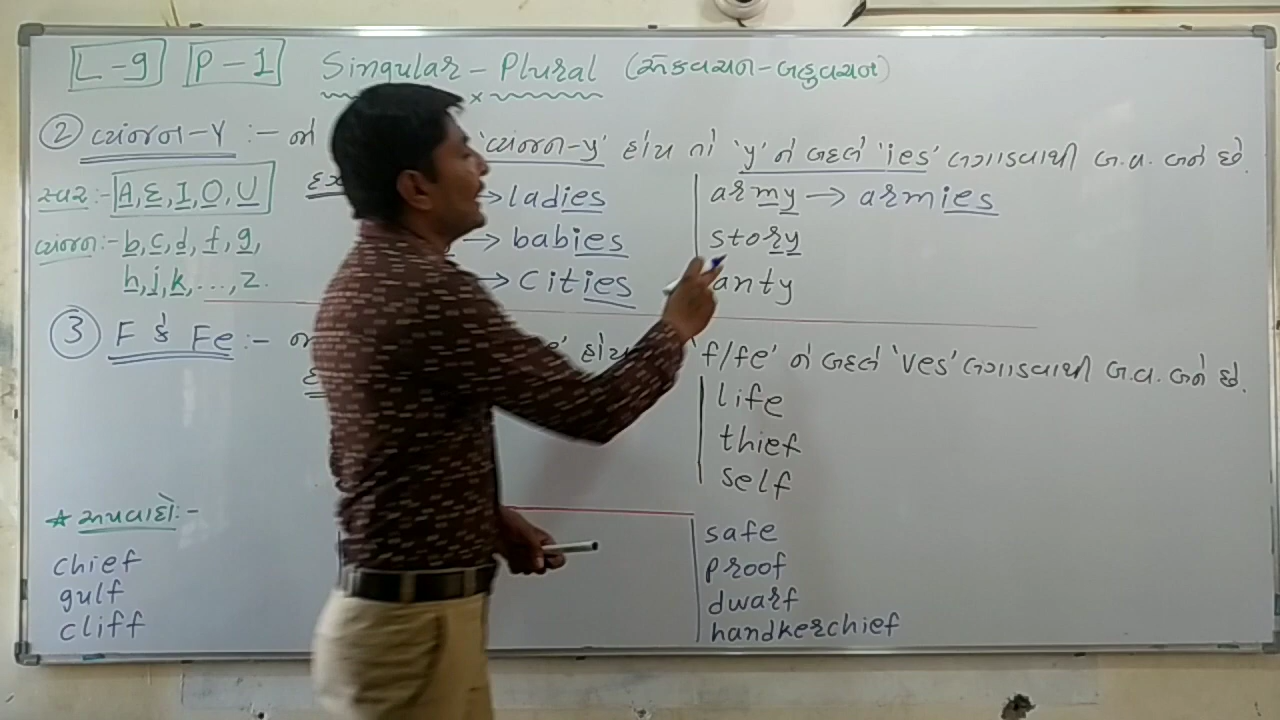 L-9 P-1 Singular - Plural (એકવચન-બહુવચન)
② વ્યંજન-Y :- જો 'વ્યંજન-y' હોય તો 'y' ને બદલે 'ies' લગાડવાથી બ.વ. બને છે.
સ્વર :- A, E, I, O, U
→ ladies
army → armies
વ્યંજન :- b, c, d, f, g,
→ babies
story
h, j, k, ..., z.
→ cities
anty
③ F કે Fe :- હોય 'f/fe' ને બદલે 'ves' લગાડવાથી બ.વ. બને છે.
life
thief
self
* અપવાદો :-
safe
chief
proof
gulf
dwarf
cliff
handkerchief